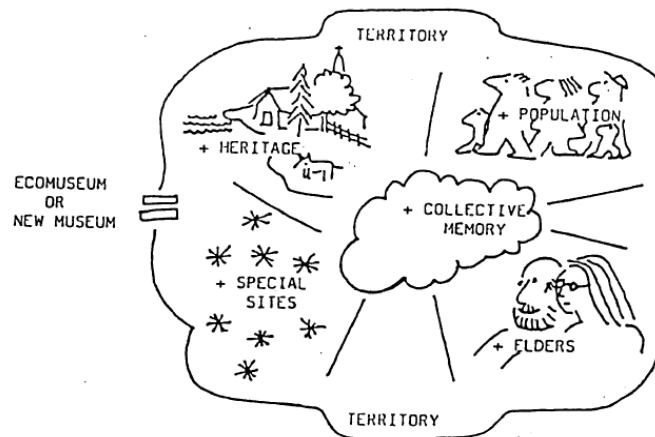 TERRITORY
+ POPULATION
+ HERITAGE
ECOMUSEUM
OR
NEW MUSEUM
+ COLLECTIVE
MEMORY
+ SPECIAL
SITES
+ ELDERS
TERRITORY